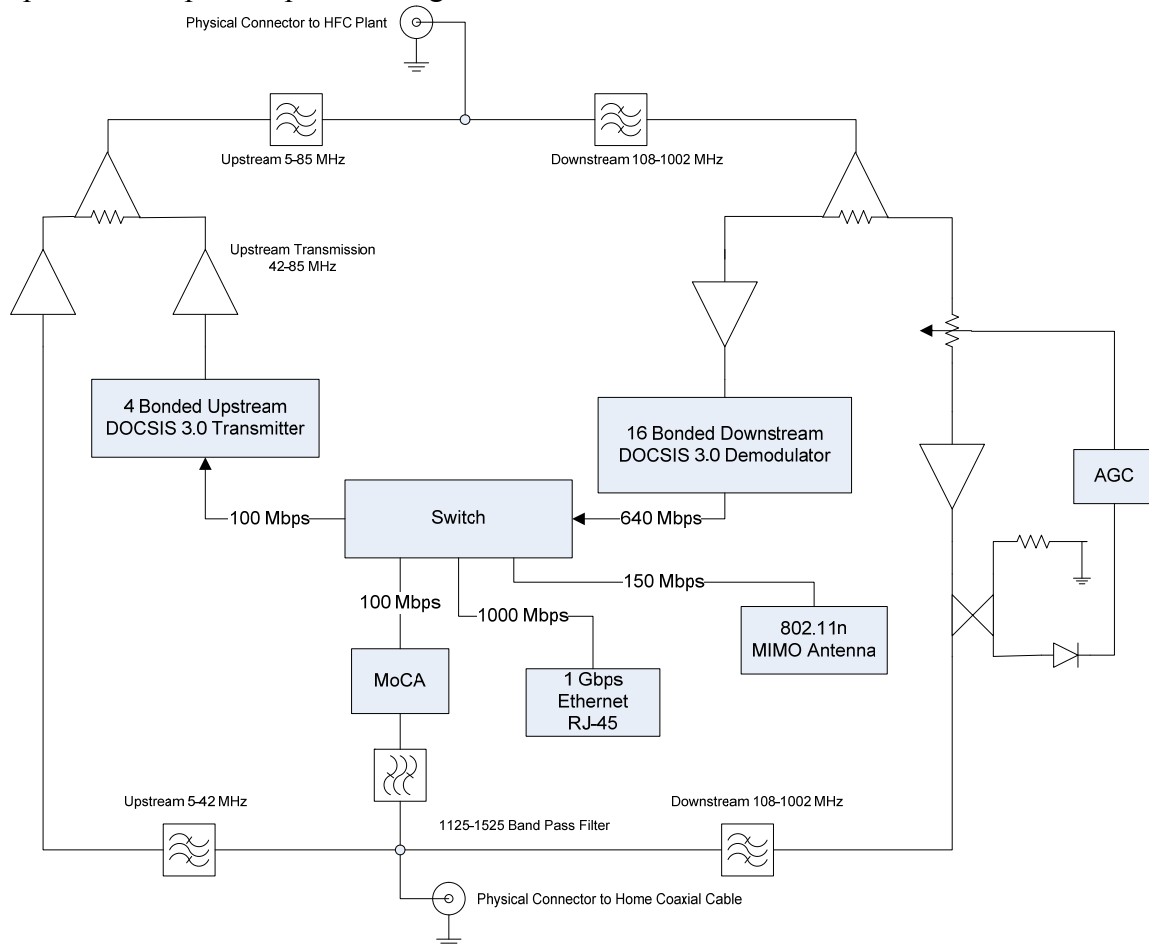 Physical Connector to HFC Plant
Upstream 5-85 MHz
Downstream 108-1002 MHz
Upstream Transmission
42-85 MHz
4 Bonded Upstream
DOCSIS 3.0 Transmitter
16 Bonded Downstream
DOCSIS 3.0 Demodulator
AGC
Switch
100 Mbps
640 Mbps
150 Mbps
100 Mbps
1000 Mbps
802.11n
MIMO Antenna
MoCA
1 Gbps
Ethernet
RJ-45
Upstream 5-42 MHz
Downstream 108-1002 MHz
1125-1525 Band Pass Filter
Physical Connector to Home Coaxial Cable